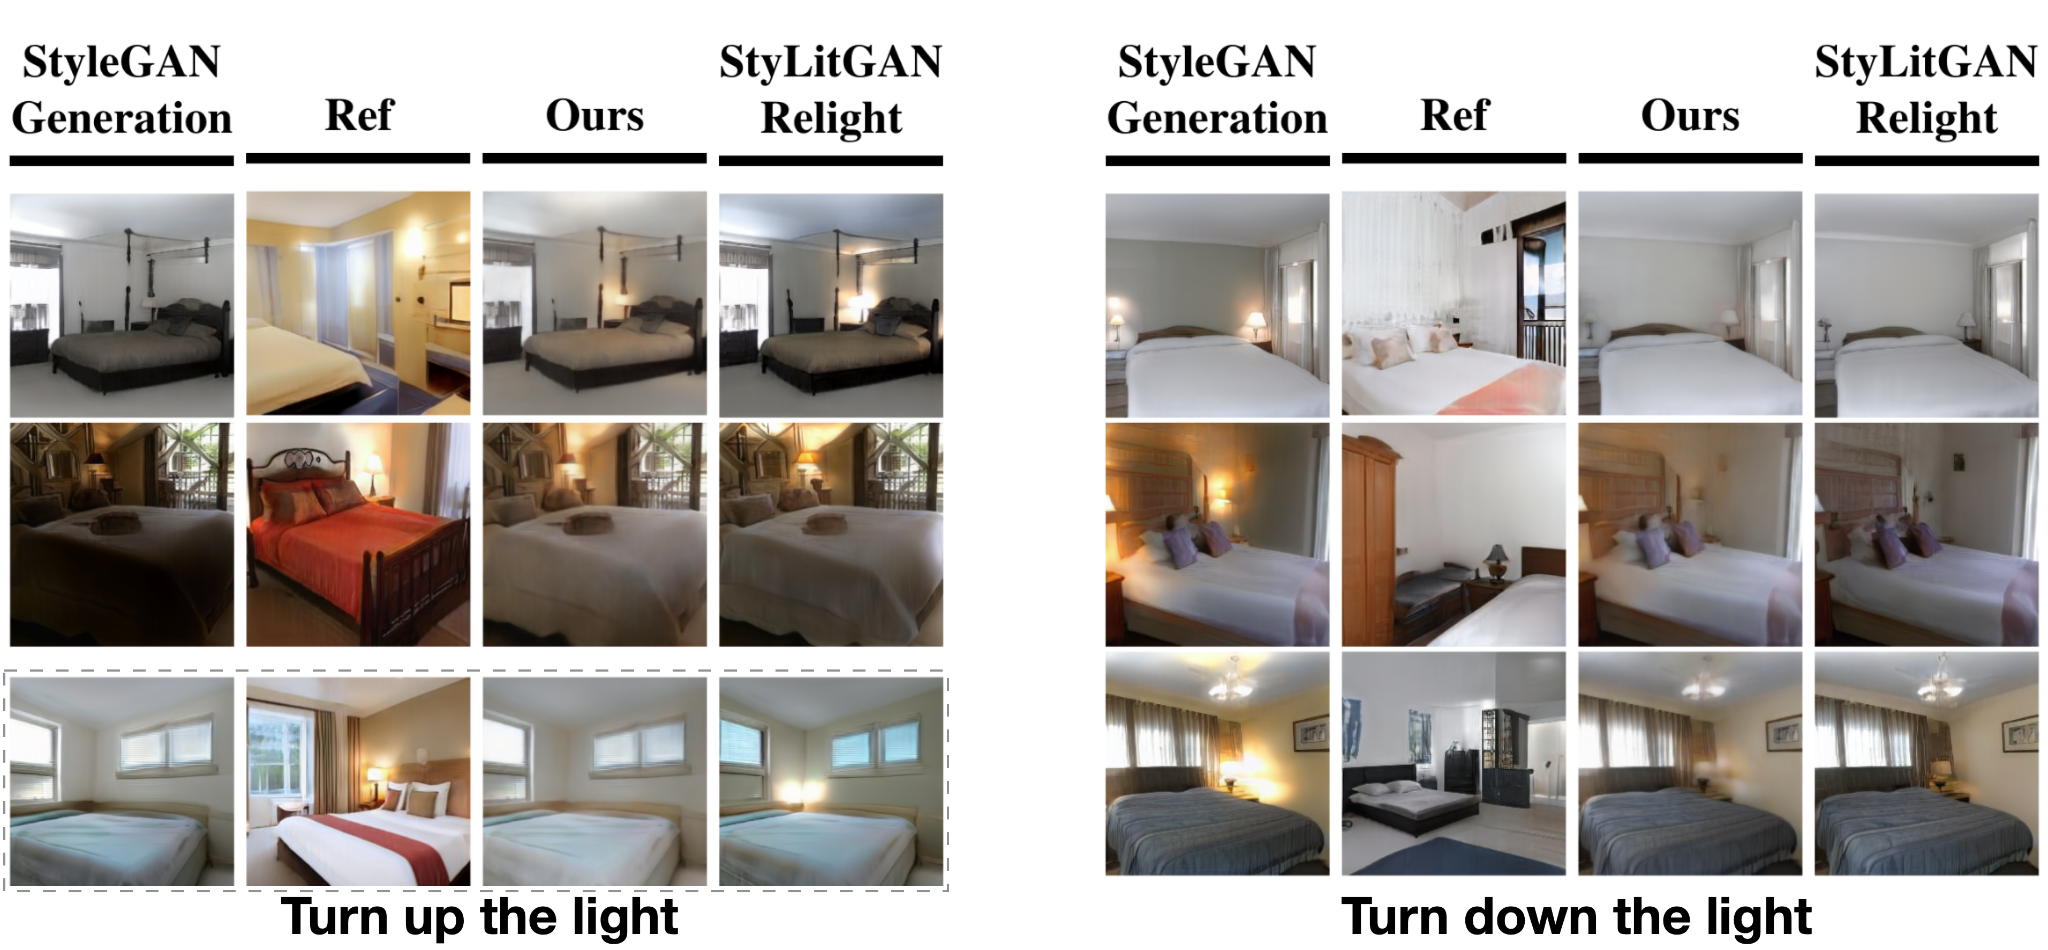 StyleGAN
Generation
Ref
Ours
StyLitGAN
Relight
StyleGAN
Generation
Ref
Ours
StyLitGAN
Relight
Turn up the light
Turn down the light